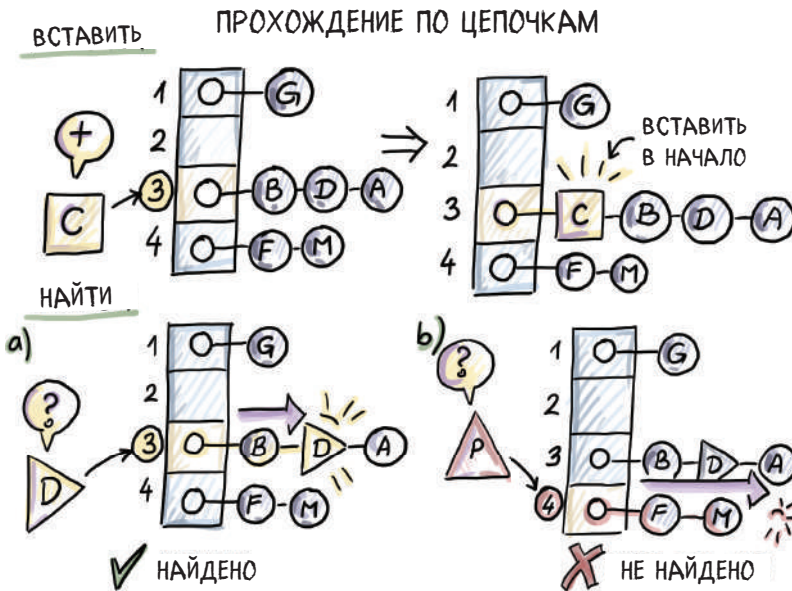 ПРОХОЖДЕНИЕ ПО ЦЕПОЧКАМ
ВСТАВИТЬ
+
C
1 G
2
3 B D A
4 F M
⇒
1 G
2
3 C B D A
4 F M
ВСТАВИТЬ
В НАЧАЛО
НАЙТИ
a)
?
D
1 G
2
3 B D A
4 F M
НАЙДЕНО
b)
?
P
1 G
2
3 B D A
4 F M
НЕ НАЙДЕНО